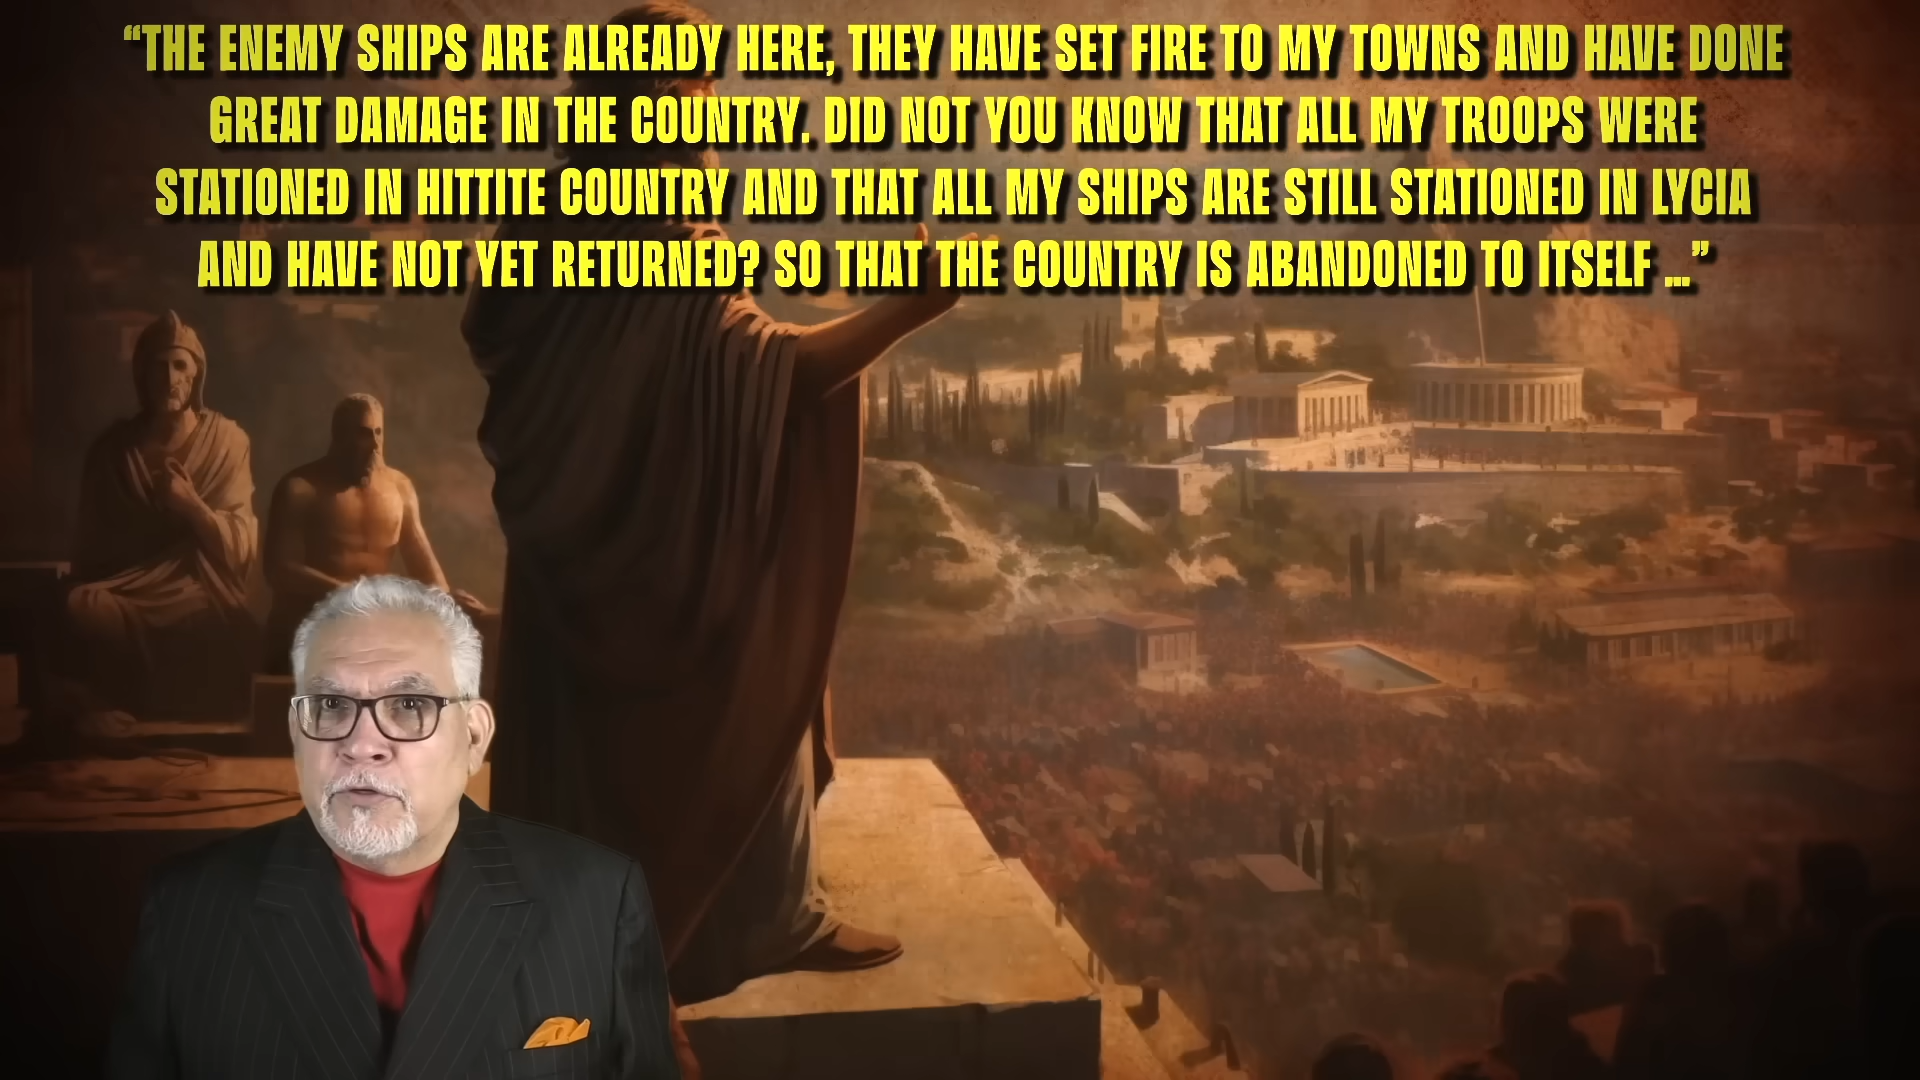 “THE ENEMY SHIPS ARE ALREADY HERE, THEY HAVE SET FIRE TO MY TOWNS AND HAVE DONE
GREAT DAMAGE IN THE COUNTRY. DID NOT YOU KNOW THAT ALL MY TROOPS WERE
STATIONED IN HITTITE COUNTRY AND THAT ALL MY SHIPS ARE STILL STATIONED IN LYCIA
AND HAVE NOT YET RETURNED? SO THAT THE COUNTRY IS ABANDONED TO ITSELF ...”